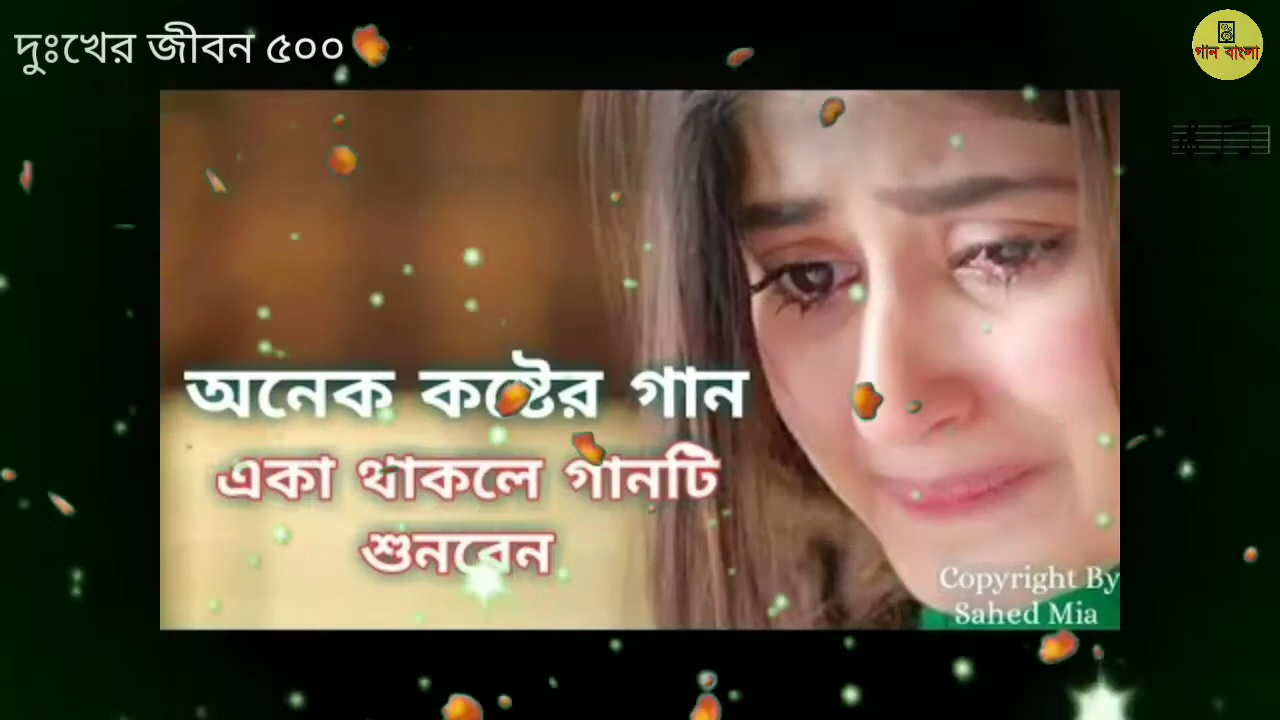 দুঃখের জীবন ৫০০
গান বাংলা
অনেক কষ্টের গান
একা থাকলে গানটি
শুনবেন
Copyright By
Sahed Mia